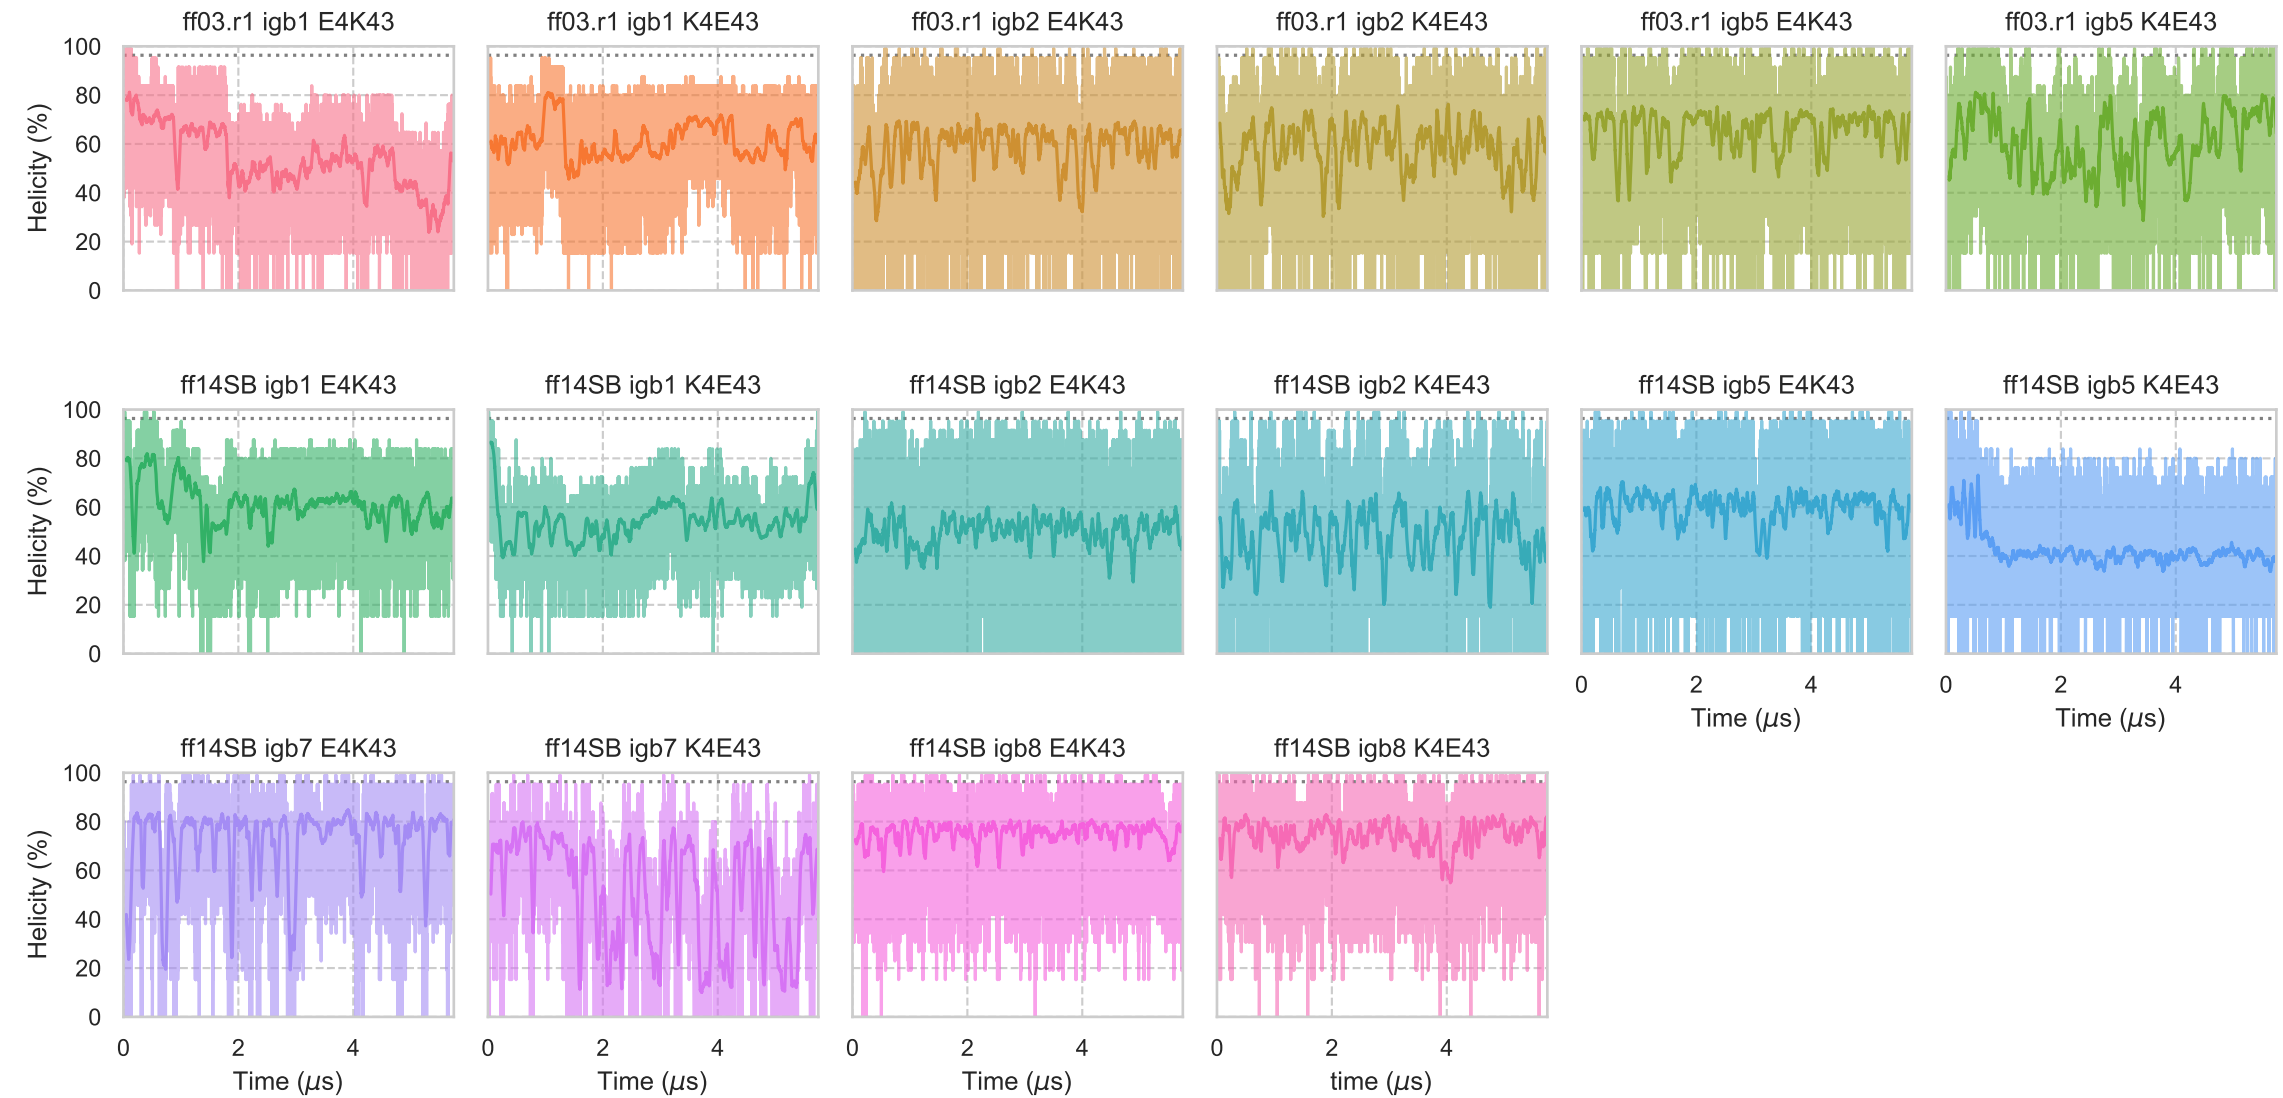 ff03.r1 igb1 E4K43 ff03.r1 igb1 K4E43 ff03.r1 igb2 E4K43 ff03.r1 igb2 K4E43 ff03.r1 igb5 E4K43 ff03.r1 igb5 K4E43
100
80
60
40
20
0
Helicity (%)
ff14SB igb1 E4K43 ff14SB igb1 K4E43 ff14SB igb2 E4K43 ff14SB igb2 K4E43 ff14SB igb5 E4K43 ff14SB igb5 K4E43
100
80
60
40
20
0
Helicity (%)
0 2 4 0 2 4
Time (μs) Time (μs)
ff14SB igb7 E4K43 ff14SB igb7 K4E43 ff14SB igb8 E4K43 ff14SB igb8 K4E43
100
80
60
40
20
0
Helicity (%)
0 2 4 0 2 4 0 2 4 0 2 4
Time (μs) Time (μs) Time (μs) time (μs)